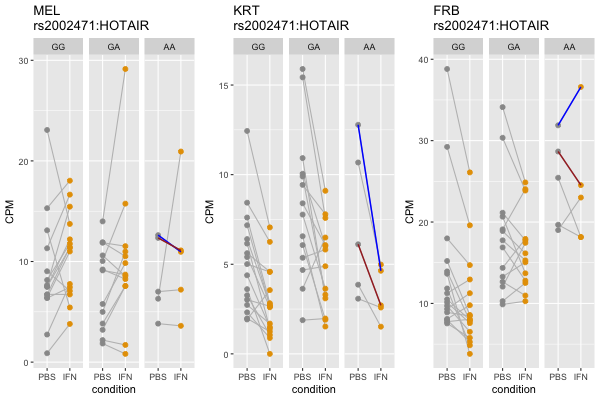 MEL
rs2002471:HOTAIR
GG GA AA
30
20
10
0
CPM
PBS IFN PBS IFN PBS IFN
condition
KRT
rs2002471:HOTAIR
GG GA AA
15
10
5
0
CPM
PBS IFN PBS IFN PBS IFN
condition
FRB
rs2002471:HOTAIR
GG GA AA
40
30
20
10
CPM
PBS IFN PBS IFN PBS IFN
condition